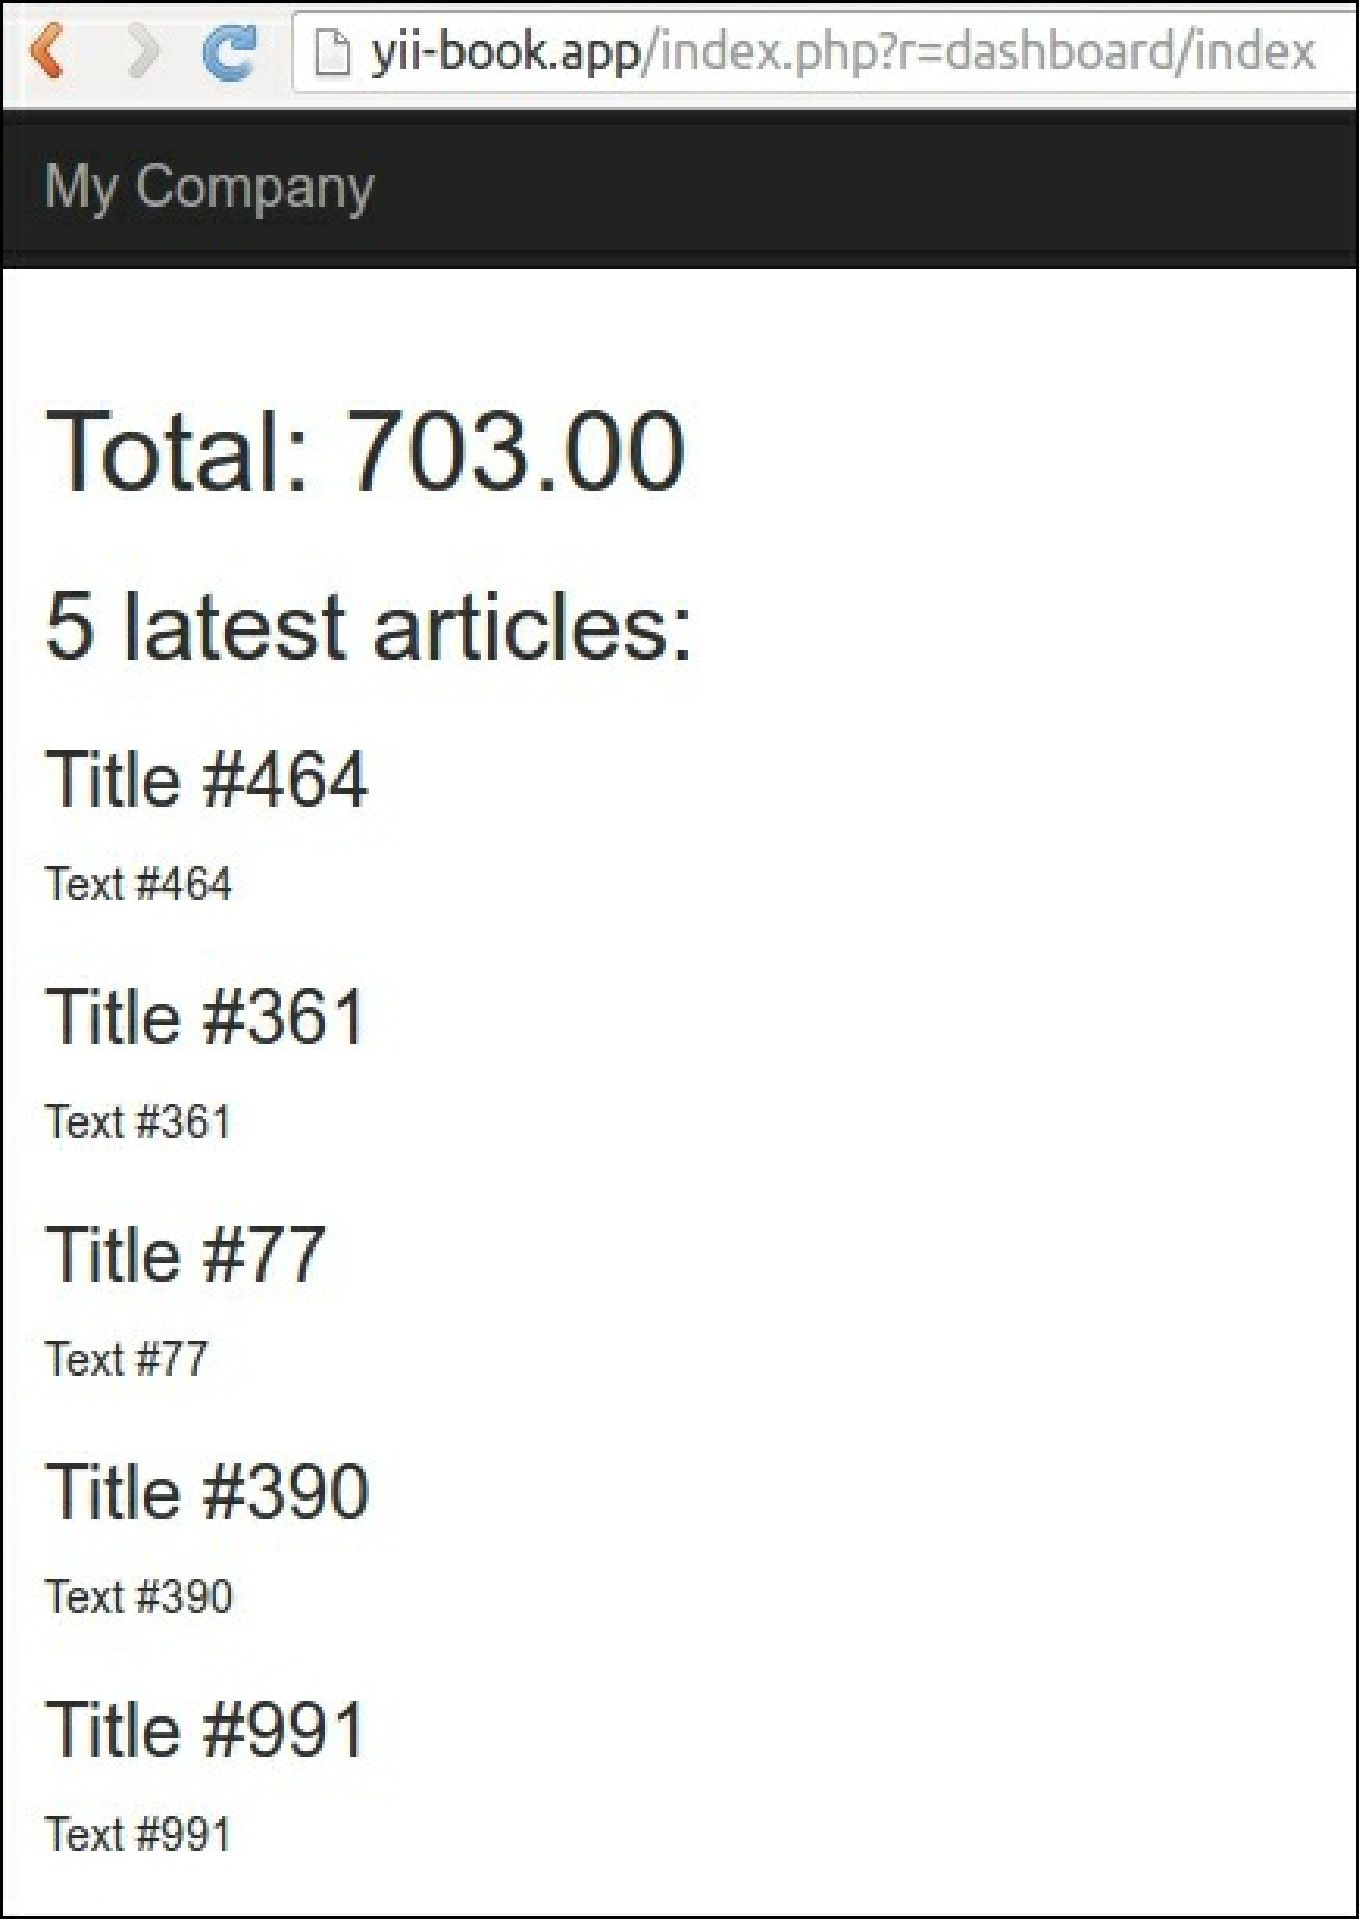 yii-book.app/index.php?r=dashboard/index
My Company
Total: 703.00
5 latest articles:
Title #464
Text #464
Title #361
Text #361
Title #77
Text #77
Title #390
Text #390
Title #991
Text #991